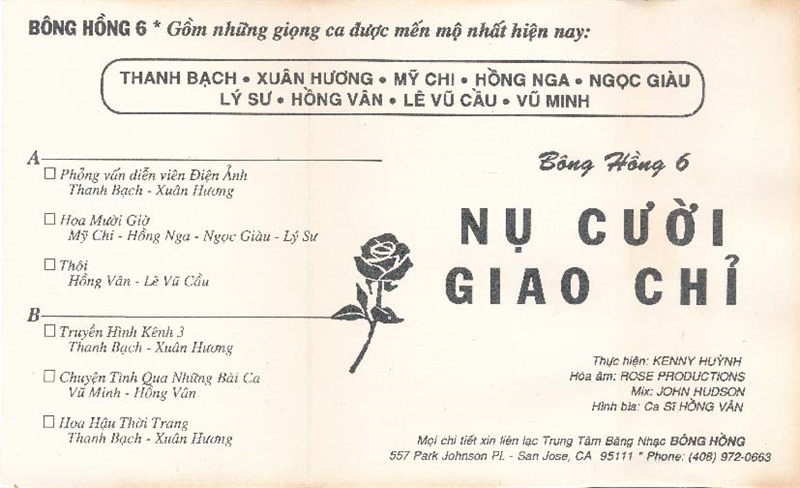 BÔNG HỒNG 6 * Gồm những giọng ca được mến mộ nhất hiện nay:
THANH BẠCH • XUÂN HƯƠNG • MỸ CHI • HỒNG NGA • NGỌC GIÀU
LÝ SƯ • HỒNG VÂN • LÊ VŨ CẦU • VŨ MINH
A
Phỏng vấn diễn viên Điện Ảnh
Thanh Bạch - Xuân Hương
Họa Mười Giờ
Mỹ Chi - Hồng Nga - Ngọc Giàu - Lý Sư
Thôi
Hồng Vân - Lê Vũ Cầu
B
Truyền Hình Kênh 3
Thanh Bạch - Xuân Hương
Chuyện Tình Qua Những Bài Ca
Vũ Minh - Hồng Vân
Hoa Hậu Thời Trang
Thanh Bạch - Xuân Hương
Bông Hồng 6
NỤ CƯỜI
GIAO CHỈ
Thực hiện: KENNY HUỲNH
Hòa âm: ROSE PRODUCTIONS
Mix: JOHN HUDSON
Hình bìa: Ca Sĩ HỒNG VÂN
Mọi chi tiết xin liên lạc Trung Tâm Băng Nhạc BÔNG HỒNG
557 Park Johnson Pl. - San Jose, CA 95111 * Phone: (408) 972-0663